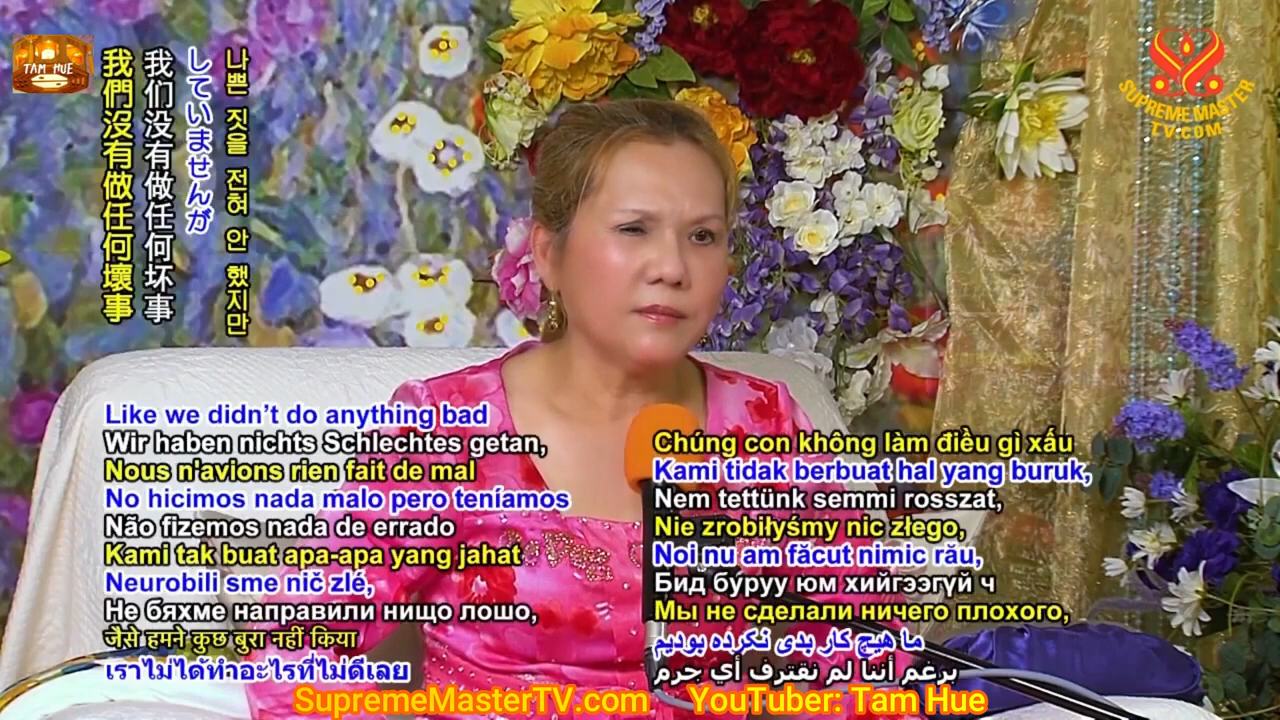 TAM HUE
我們沒有做任何壞事
我们没有做任何坏事
していませんが
나쁜 짓을 전혀 안 했지만
SUPREME MASTER
TV.COM
Like we didn't do anything bad
Wir haben nichts Schlechtes getan,
Nous n'avions rien fait de mal
No hicimos nada malo pero teníamos
Não fizemos nada de errado
Kami tak buat apa-apa yang jahat
Neurobili sme nič zlé,
Не бяхме направили нищо лошо,
जैसे हमने कुछ बुरा नहीं किया
เราไม่ได้ทำอะไรที่ไม่ดีเลย
Chúng con không làm điều gì xấu
Kami tidak berbuat hal yang buruk,
Nem tettünk semmi rosszat,
Nie zrobiłyśmy nic złego,
Noi nu am făcut nimic rău,
Бид бýруу юм хийгээгүй ч
Мы не сделали ничего плохого,
ما هیچ کار بدی نکرده بودیم
برغم أننا لم نقترف أي جرم
SupremeMasterTV.com YouTuber: Tam Hue